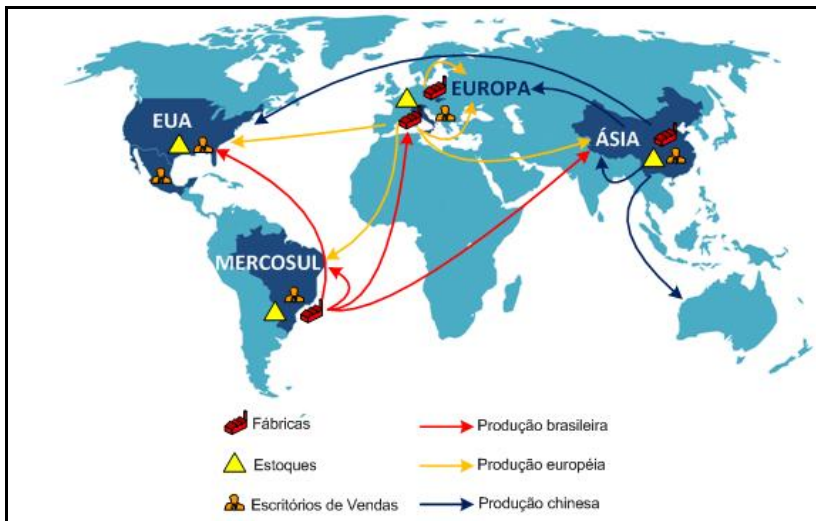 EUROPA
EUA
ÁSIA
MERCOSUL
Fábricas
Produção brasileira
Estoques
Produção européia
Escritórios de Vendas
Produção chinesa